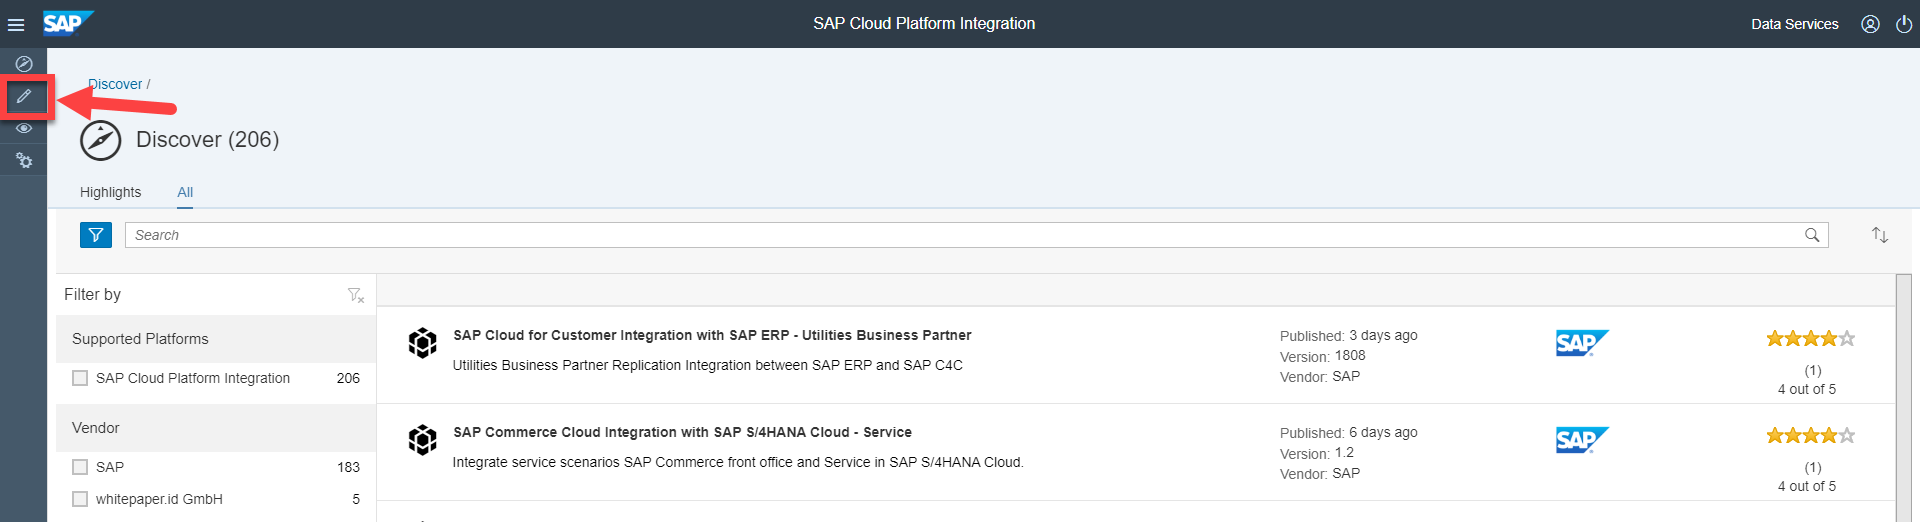 SAP
SAP Cloud Platform Integration
Data Services
Discover /
Discover (206)
Highlights
All
Search
Filter by
Supported Platforms
SAP Cloud Platform Integration 206
Vendor
SAP 183
whitepaper.id GmbH 5
SAP Cloud for Customer Integration with SAP ERP - Utilities Business Partner
Utilities Business Partner Replication Integration between SAP ERP and SAP C4C
Published: 3 days ago
Version: 1808
Vendor: SAP
SAP
(1)
4 out of 5
SAP Commerce Cloud Integration with SAP S/4HANA Cloud - Service
Integrate service scenarios SAP Commerce front office and Service in SAP S/4HANA Cloud.
Published: 6 days ago
Version: 1.2
Vendor: SAP
SAP
(1)
4 out of 5